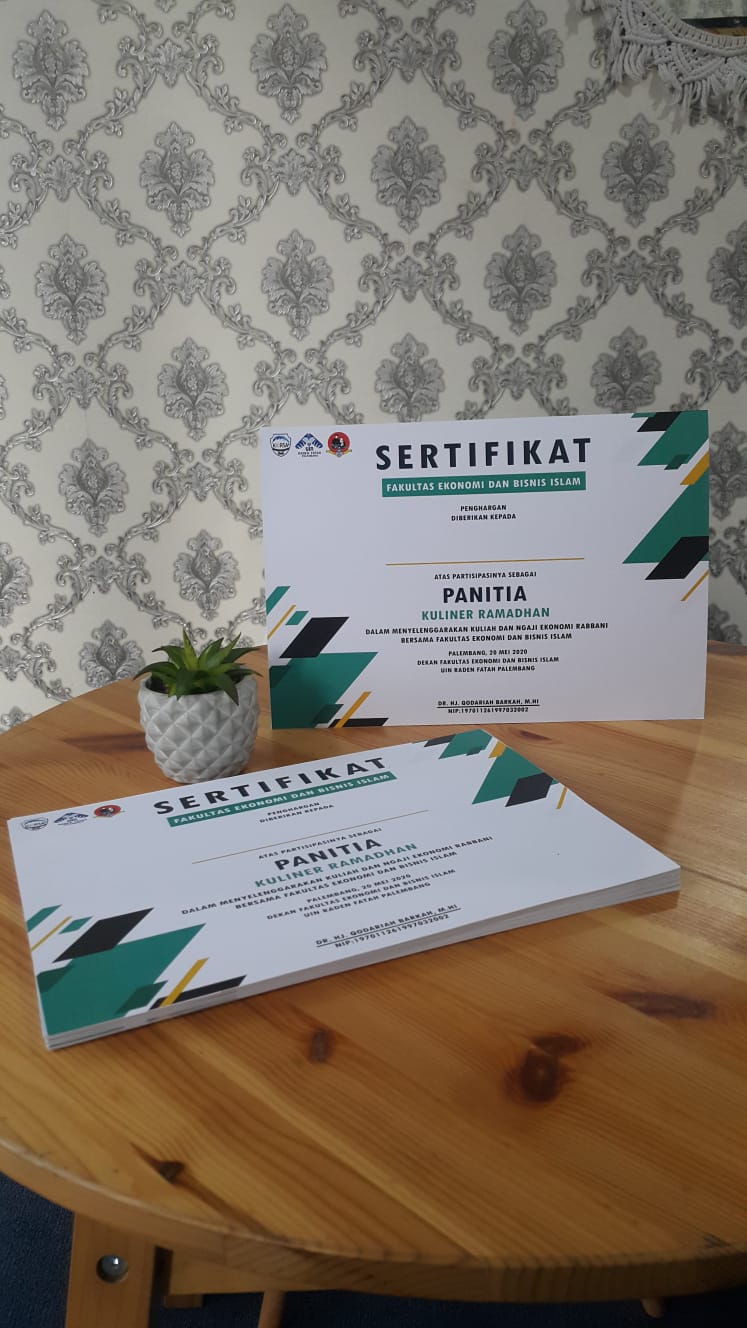 SERTIFIKAT
FAKULTAS EKONOMI DAN BISNIS ISLAM
PENGHARGAN
DIBERIKAN KEPADA
ATAS PARTISIPASINYA SEBAGAI
PANITIA
KULINER RAMADHAN
DALAM MENYELENGGARAKAN KULIAH DAN NGAJI EKONOMI RABBANI
BERSAMA FAKULTAS EKONOMI DAN BISNIS ISLAM
PALEMBANG, 20 MEI 2020
DEKAN FAKULTAS EKONOMI DAN BISNIS ISLAM
UIN RADEN FATAH PALEMBANG
DR. HJ. QODARIAH BARKAH, M.HI
NIP:197011261997032002
SERTIFIKAT
FAKULTAS EKONOMI DAN BISNIS ISLAM
PENGHARGAN
DIBERIKAN KEPADA
ATAS PARTISIPASINYA SEBAGAI
PANITIA
KULINER RAMADHAN
DALAM MENYELENGGARAKAN KULIAH DAN NGAJI EKONOMI RABBANI
BERSAMA FAKULTAS EKONOMI DAN BISNIS ISLAM
PALEMBANG, 20 MEI 2020
DEKAN FAKULTAS EKONOMI DAN BISNIS ISLAM
UIN RADEN FATAH PALEMBANG
DR. HJ. QODARIAH BARKAH, M.HI
NIP:197011261997032002